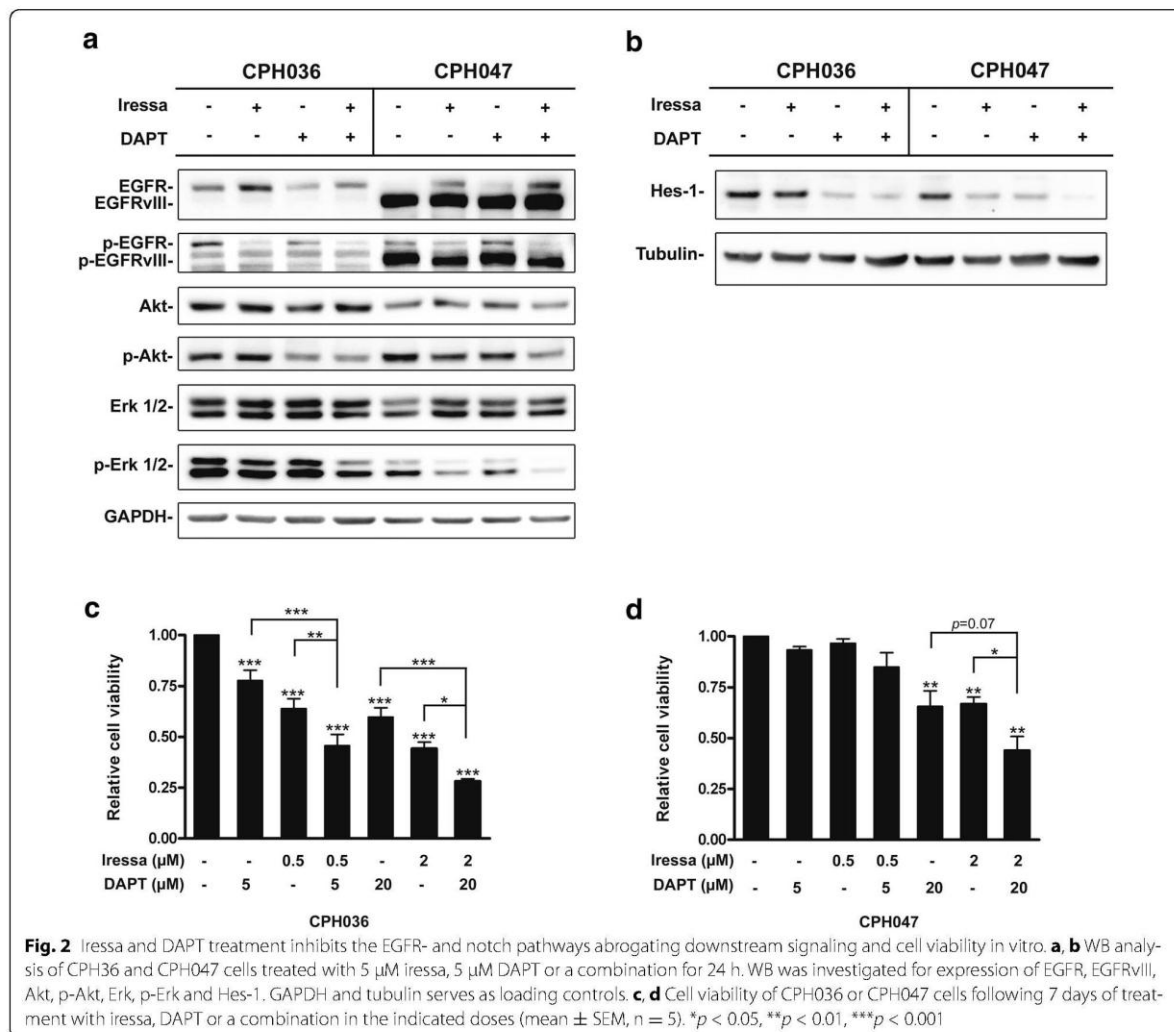 a
CPH036 CPH047
Iressa - + - + - + - +
DAPT - - + + - - + +
EGFR-
EGFRvIII-
p-EGFR-
p-EGFRvIII-
Akt-
p-Akt-
Erk 1/2-
p-Erk 1/2-
GAPDH-
b
CPH036 CPH047
Iressa - + - + - + - +
DAPT - - + + - - + +
Hes-1-
Tubulin-
c
Relative cell viability
1.00
0.75
0.50
0.25
0.00
***
**
***
*
*** *** *** *** *** ***
Iressa (µM) - - 0.5 0.5 - 2 2
DAPT (µM) - 5 - 5 20 - 20
CPH036
d
Relative cell viability
1.00
0.75
0.50
0.25
0.00
p=0.07
*
** ** **
Iressa (µM) - - 0.5 0.5 - 2 2
DAPT (µM) - 5 - 5 20 - 20
CPH047
Fig. 2 Iressa and DAPT treatment inhibits the EGFR- and notch pathways abrogating downstream signaling and cell viability in vitro. a, b WB analy-
sis of CPH36 and CPH047 cells treated with 5 µM iressa, 5 µM DAPT or a combination for 24 h. WB was investigated for expression of EGFR, EGFRvIII,
Akt, p-Akt, Erk, p-Erk and Hes-1. GAPDH and tubulin serves as loading controls. c, d Cell viability of CPH036 or CPH047 cells following 7 days of treat-
ment with iressa, DAPT or a combination in the indicated doses (mean ± SEM, n = 5). *p < 0.05, **p < 0.01, ***p < 0.001